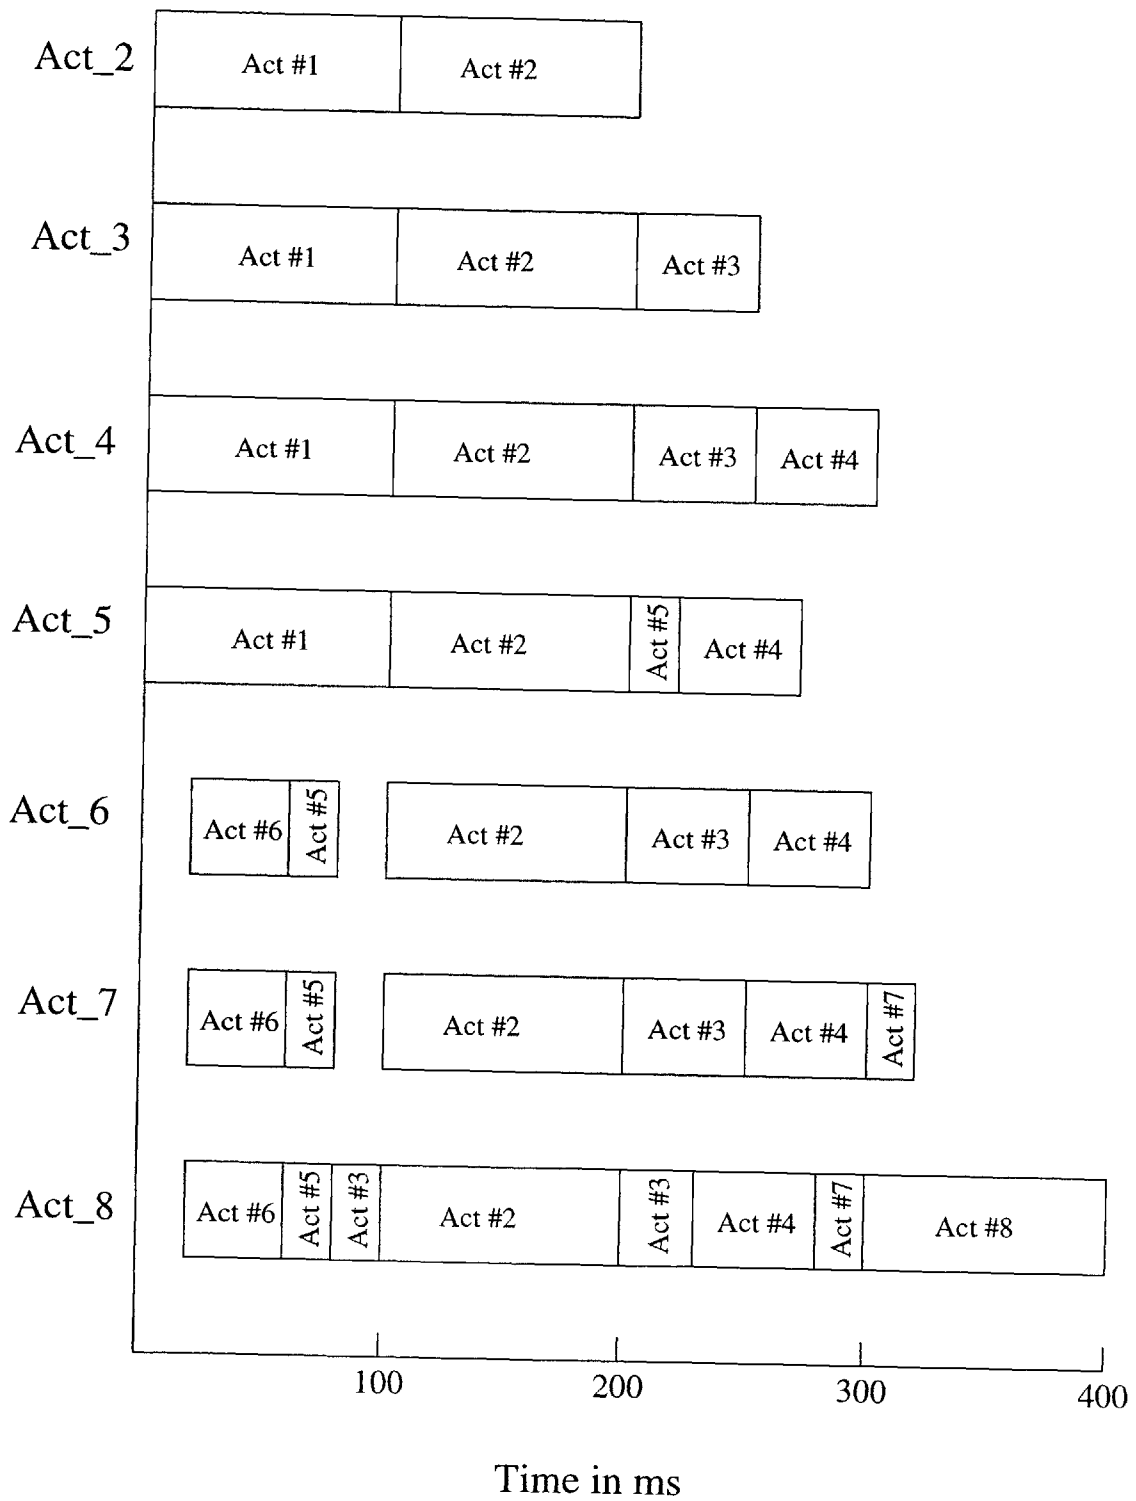 Act_2 Act #1 Act #2
Act_3 Act #1 Act #2 Act #3
Act_4 Act #1 Act #2 Act #3 Act #4
Act_5 Act #1 Act #2 Act #5 Act #4
Act_6 Act #6 Act #5 Act #2 Act #3 Act #4
Act_7 Act #6 Act #5 Act #2 Act #3 Act #4 Act #7
Act_8 Act #6 Act #5 Act #3 Act #2 Act #3 Act #4 Act #7 Act #8
100 200 300 400
Time in ms